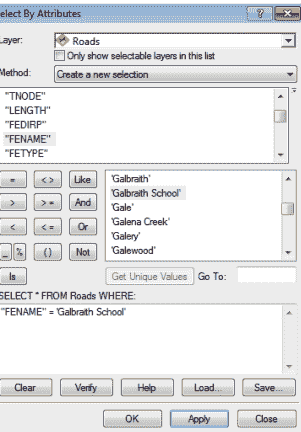 elect By Attributes
Layer: Roads
Only show selectable layers in this list
Method: Create a new selection
"TNODE"
"LENGTH"
"FEDIRP"
"FENAME"
"FETYPE"
= <> Like
> >= And
< <= Or
_ % () Not
Is
'Galbraith'
'Galbraith School'
'Gale'
'Galena Creek'
'Galery'
'Galewood'
Get Unique Values Go To:
SELECT * FROM Roads WHERE:
"FENAME" = 'Galbraith School'
Clear Verify Help Load... Save...
OK Apply Close